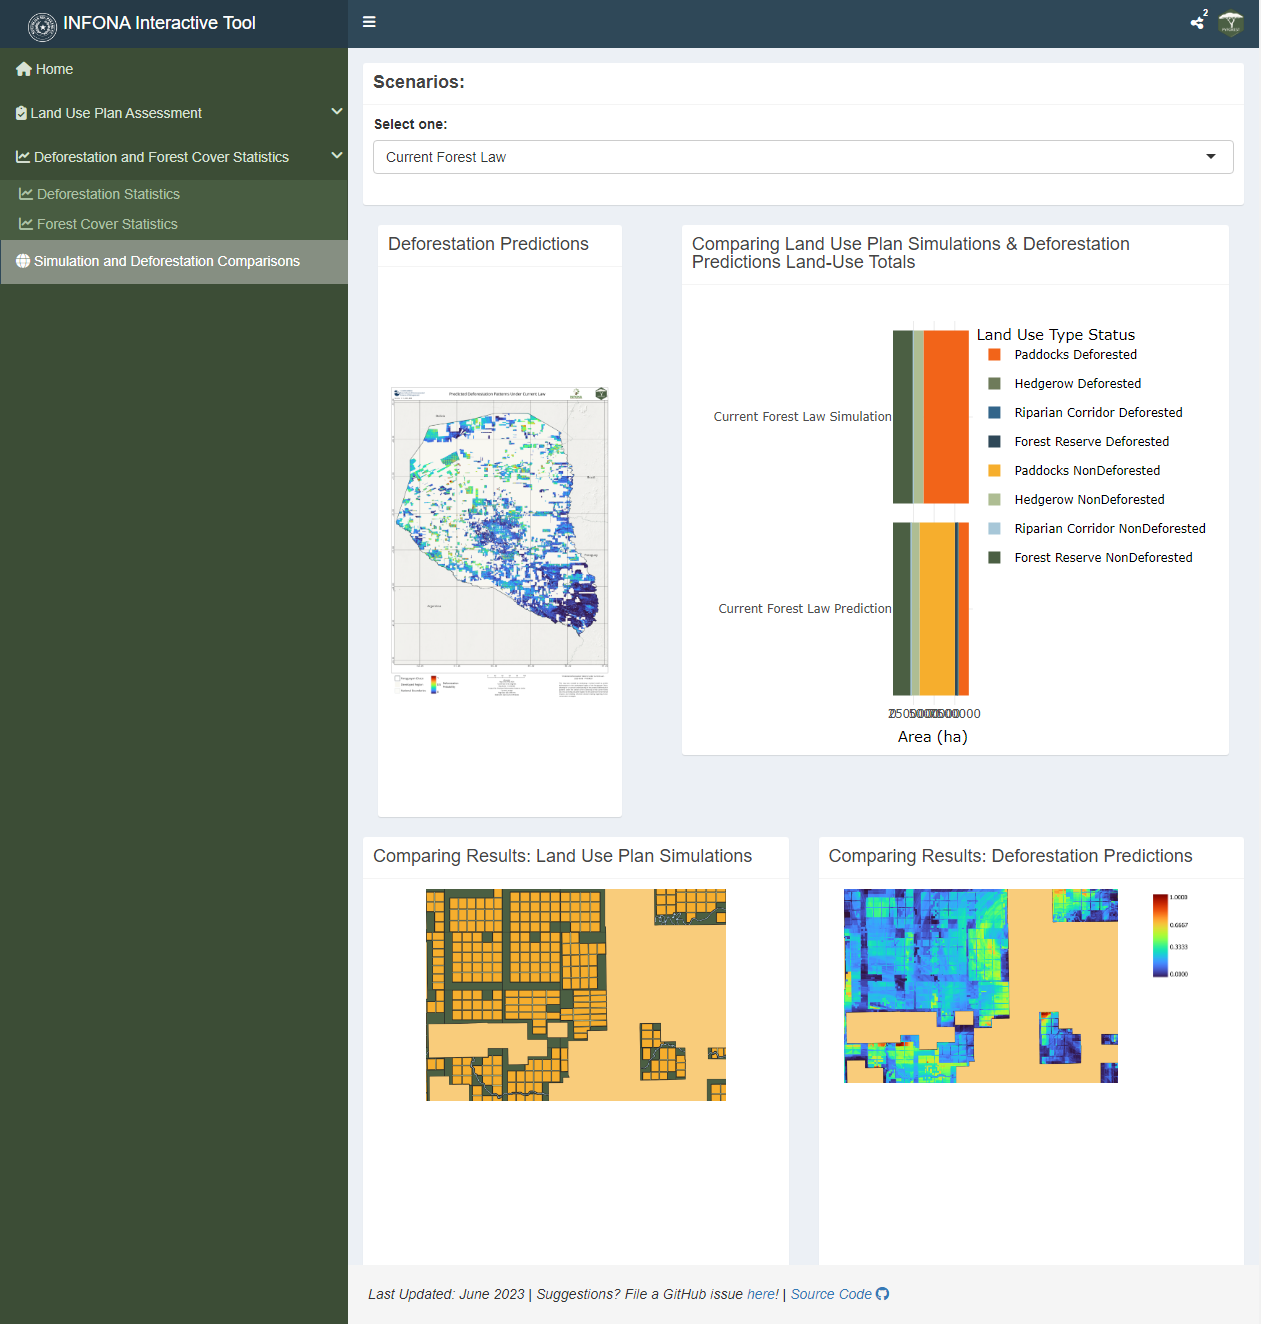 INFONA Interactive Tool
2
Home
Land Use Plan Assessment
Deforestation and Forest Cover Statistics
Deforestation Statistics
Forest Cover Statistics
Simulation and Deforestation Comparisons
Scenarios:
Select one:
Current Forest Law
Deforestation Predictions
Predicted Deforestation Patterns Under Current Law
Comparing Land Use Plan Simulations & Deforestation
Predictions Land-Use Totals
Land Use Type Status
Paddocks Deforested
Hedgerow Deforested
Riparian Corridor Deforested
Forest Reserve Deforested
Paddocks NonDeforested
Hedgerow NonDeforested
Riparian Corridor NonDeforested
Forest Reserve NonDeforested
Current Forest Law Simulation
Current Forest Law Prediction
Area (ha)
Comparing Results: Land Use Plan Simulations
Comparing Results: Deforestation Predictions
1.0000
0.6667
0.3333
0.0000
Last Updated: June 2023 | Suggestions? File a GitHub issue here! | Source Code